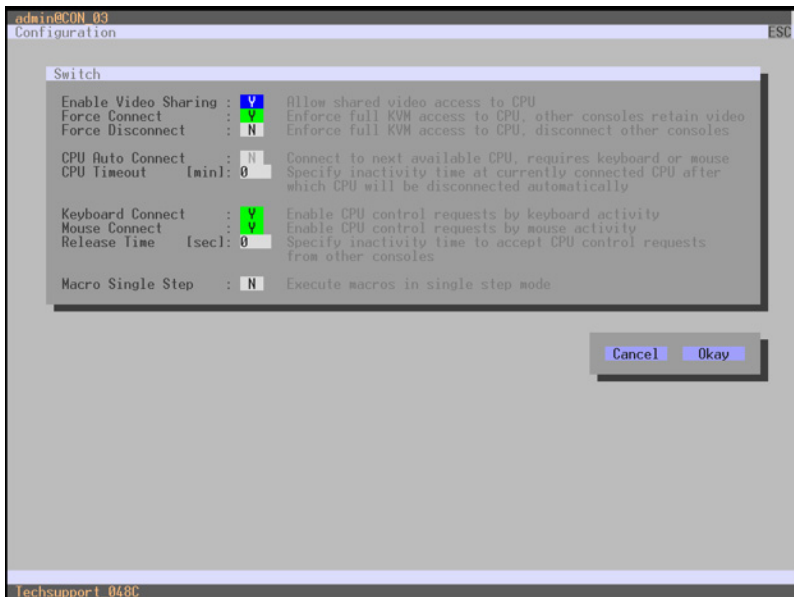 admin@CON_03
Configuration ESC
Switch
Enable Video Sharing : Y Allow shared video access to CPU
Force Connect : Y Enforce full KVM access to CPU, other consoles retain video
Force Disconnect : N Enforce full KVM access to CPU, disconnect other consoles
CPU Auto Connect : N Connect to next available CPU, requires keyboard or mouse
CPU Timeout [min]: 0 Specify inactivity time at currently connected CPU after
which CPU will be disconnected automatically
Keyboard Connect : Y Enable CPU control requests by keyboard activity
Mouse Connect : Y Enable CPU control requests by mouse activity
Release Time [sec]: 0 Specify inactivity time to accept CPU control requests
from other consoles
Macro Single Step : N Execute macros in single step mode
Cancel Okay
Techsupport 048C